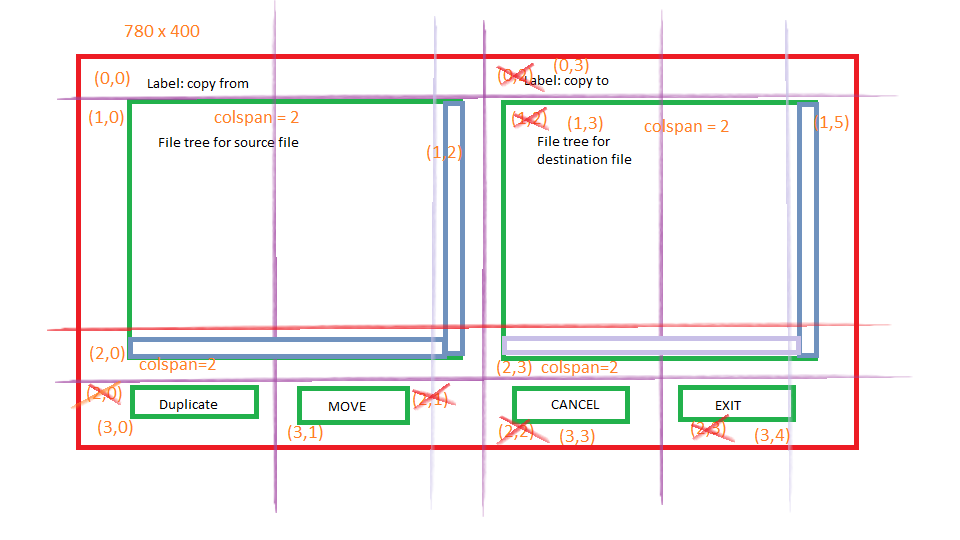 780 x 400
(0,0)
Label: copy from
(0,2)
(0,3)
Label: copy to
(1,0)
colspan = 2
(1,2)
(1,3)
colspan = 2
(1,5)
File tree for source file
(1,2)
File tree for
destination file
(2,0)
colspan=2
(2,3) colspan=2
(2,0)
Duplicate
MOVE
(2,1)
CANCEL
EXIT
(3,0)
(3,1)
(2,2)
(3,3)
(2,3)
(3,4)